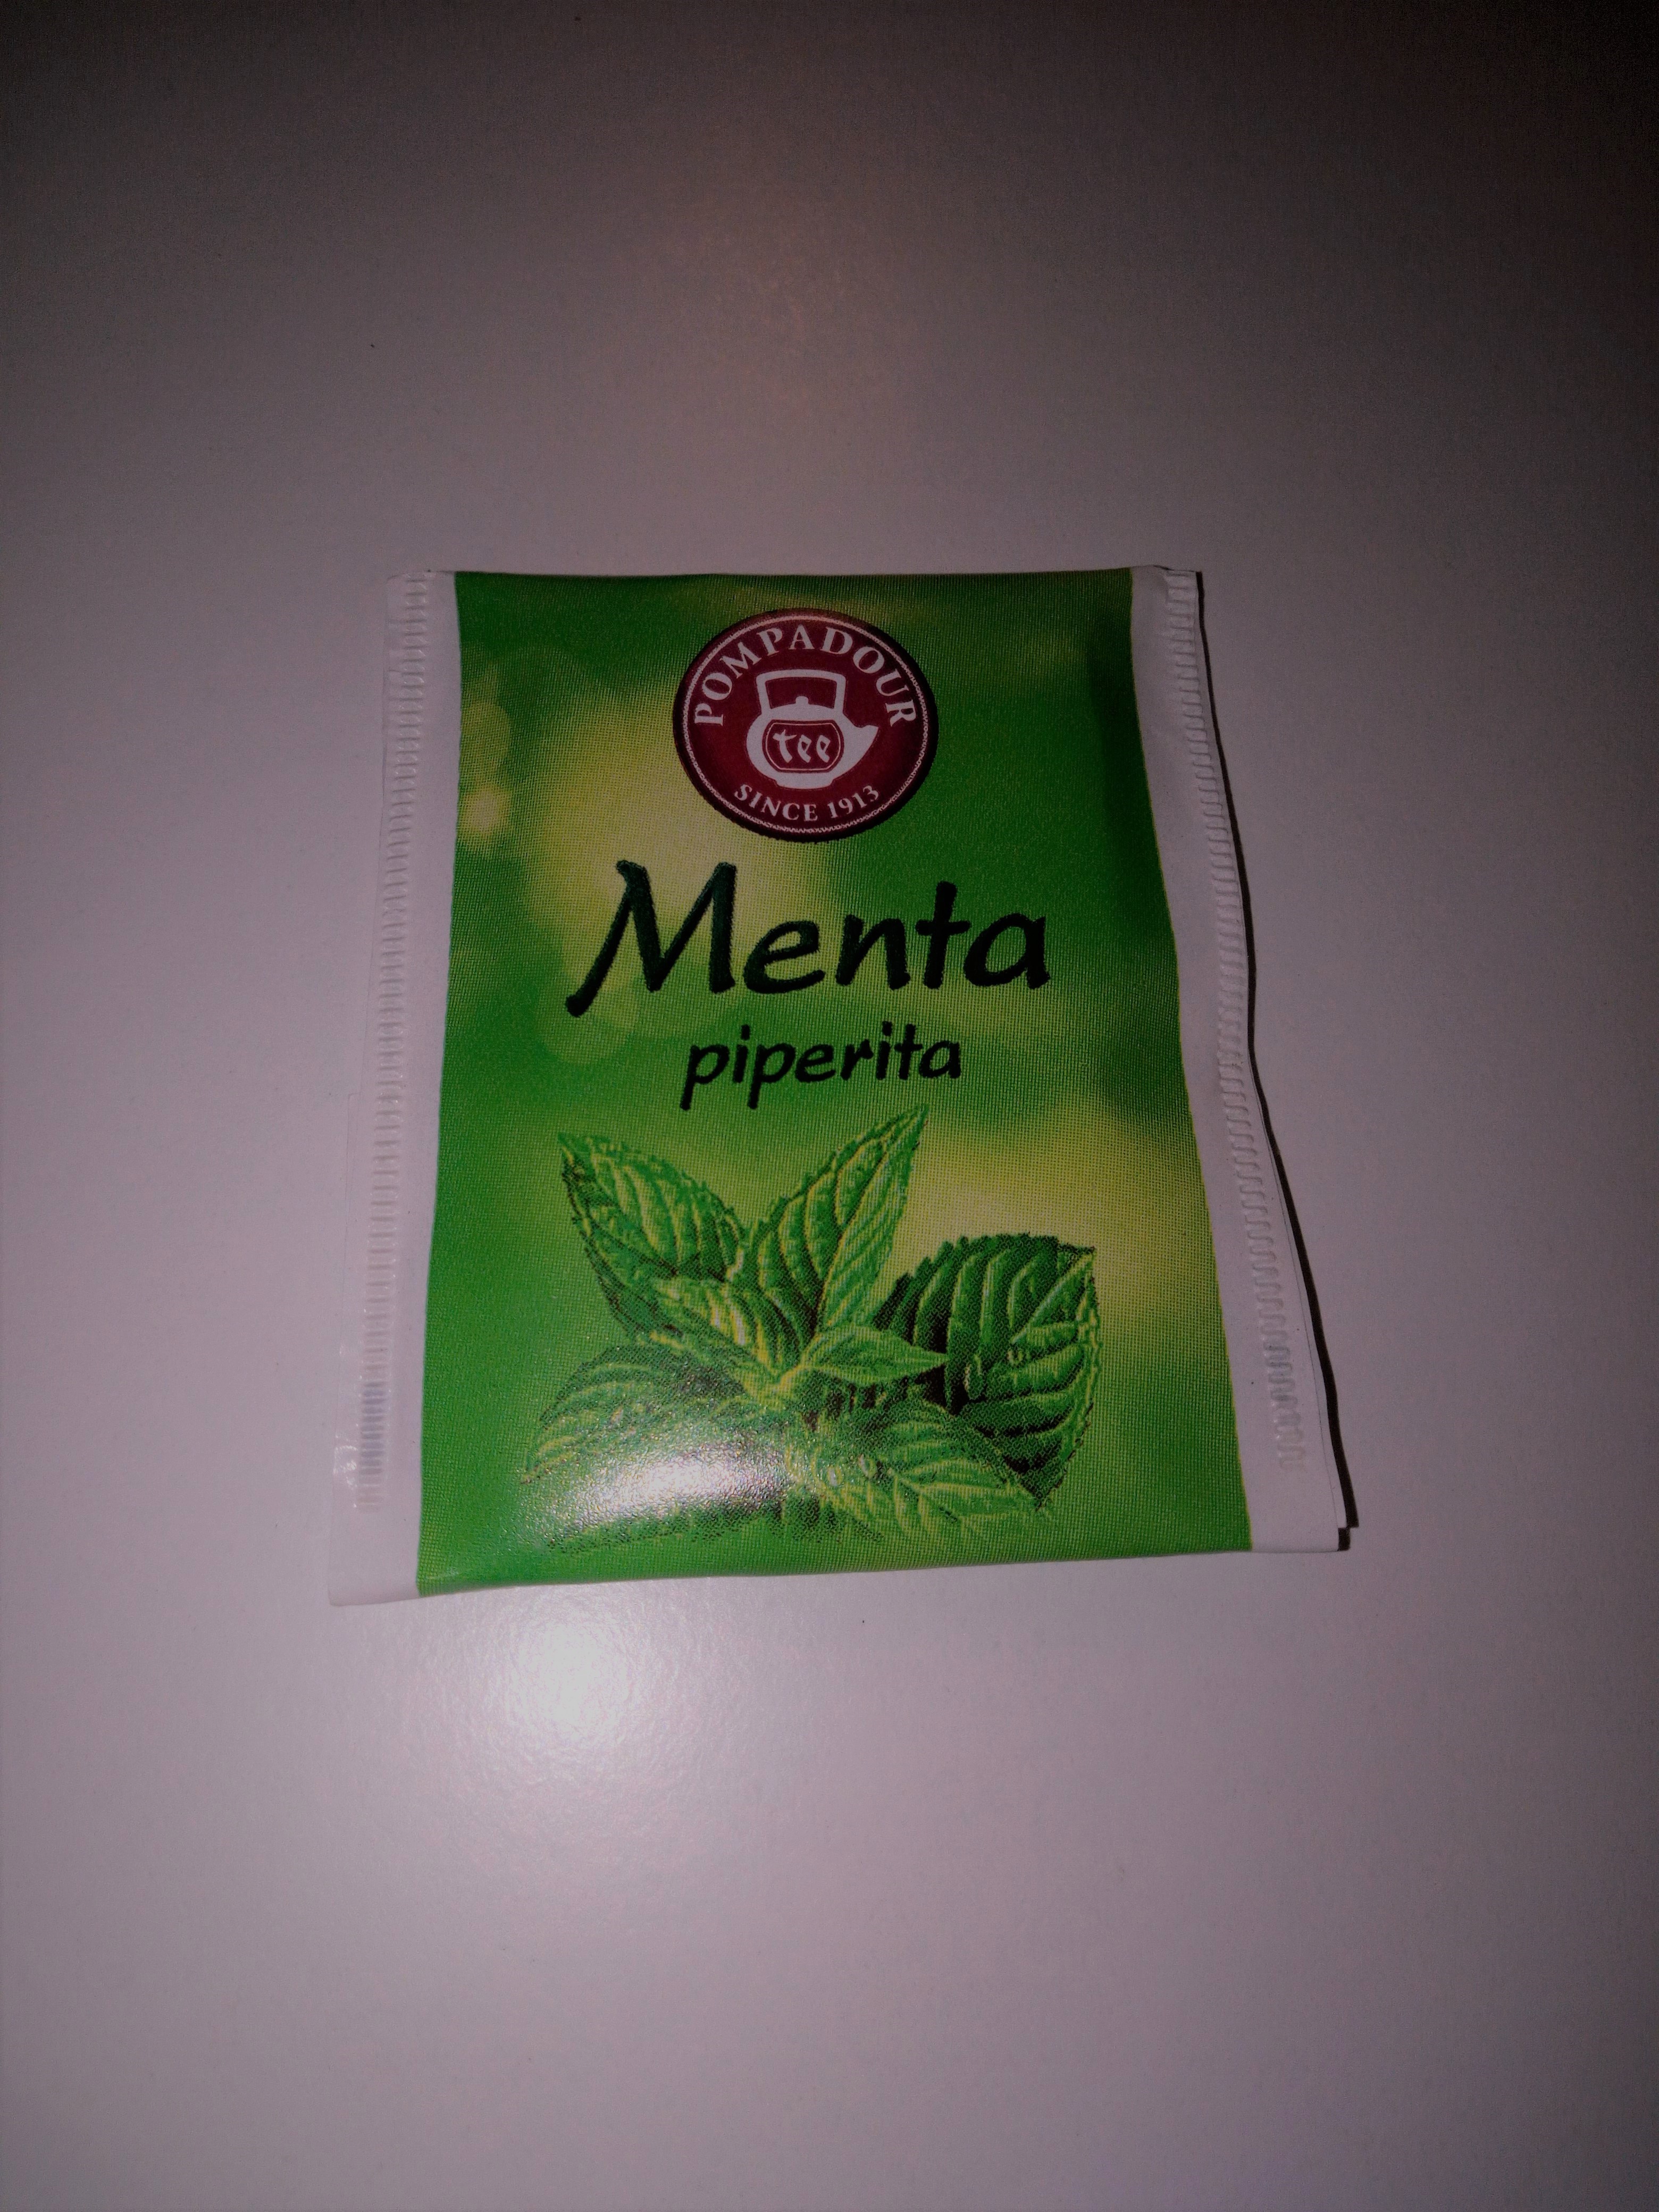 POMPADOUR
tee
SINCE 1913
Menta
piperita